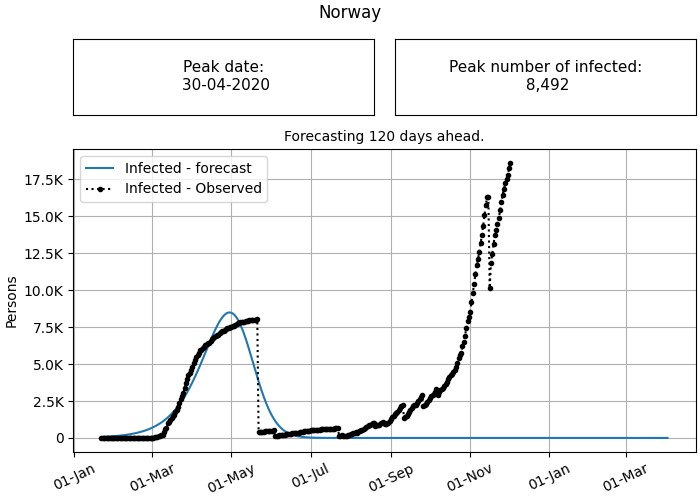 Norway
Peak date:
30-04-2020
Peak number of infected:
8,492
Forecasting 120 days ahead.
Infected - forecast
Infected - Observed
Persons
17.5K
15.0K
12.5K
10.0K
7.5K
5.0K
2.5K
0
01-Jan
01-Mar
01-May
01-Jul
01-Sep
01-Nov
01-Jan
01-Mar